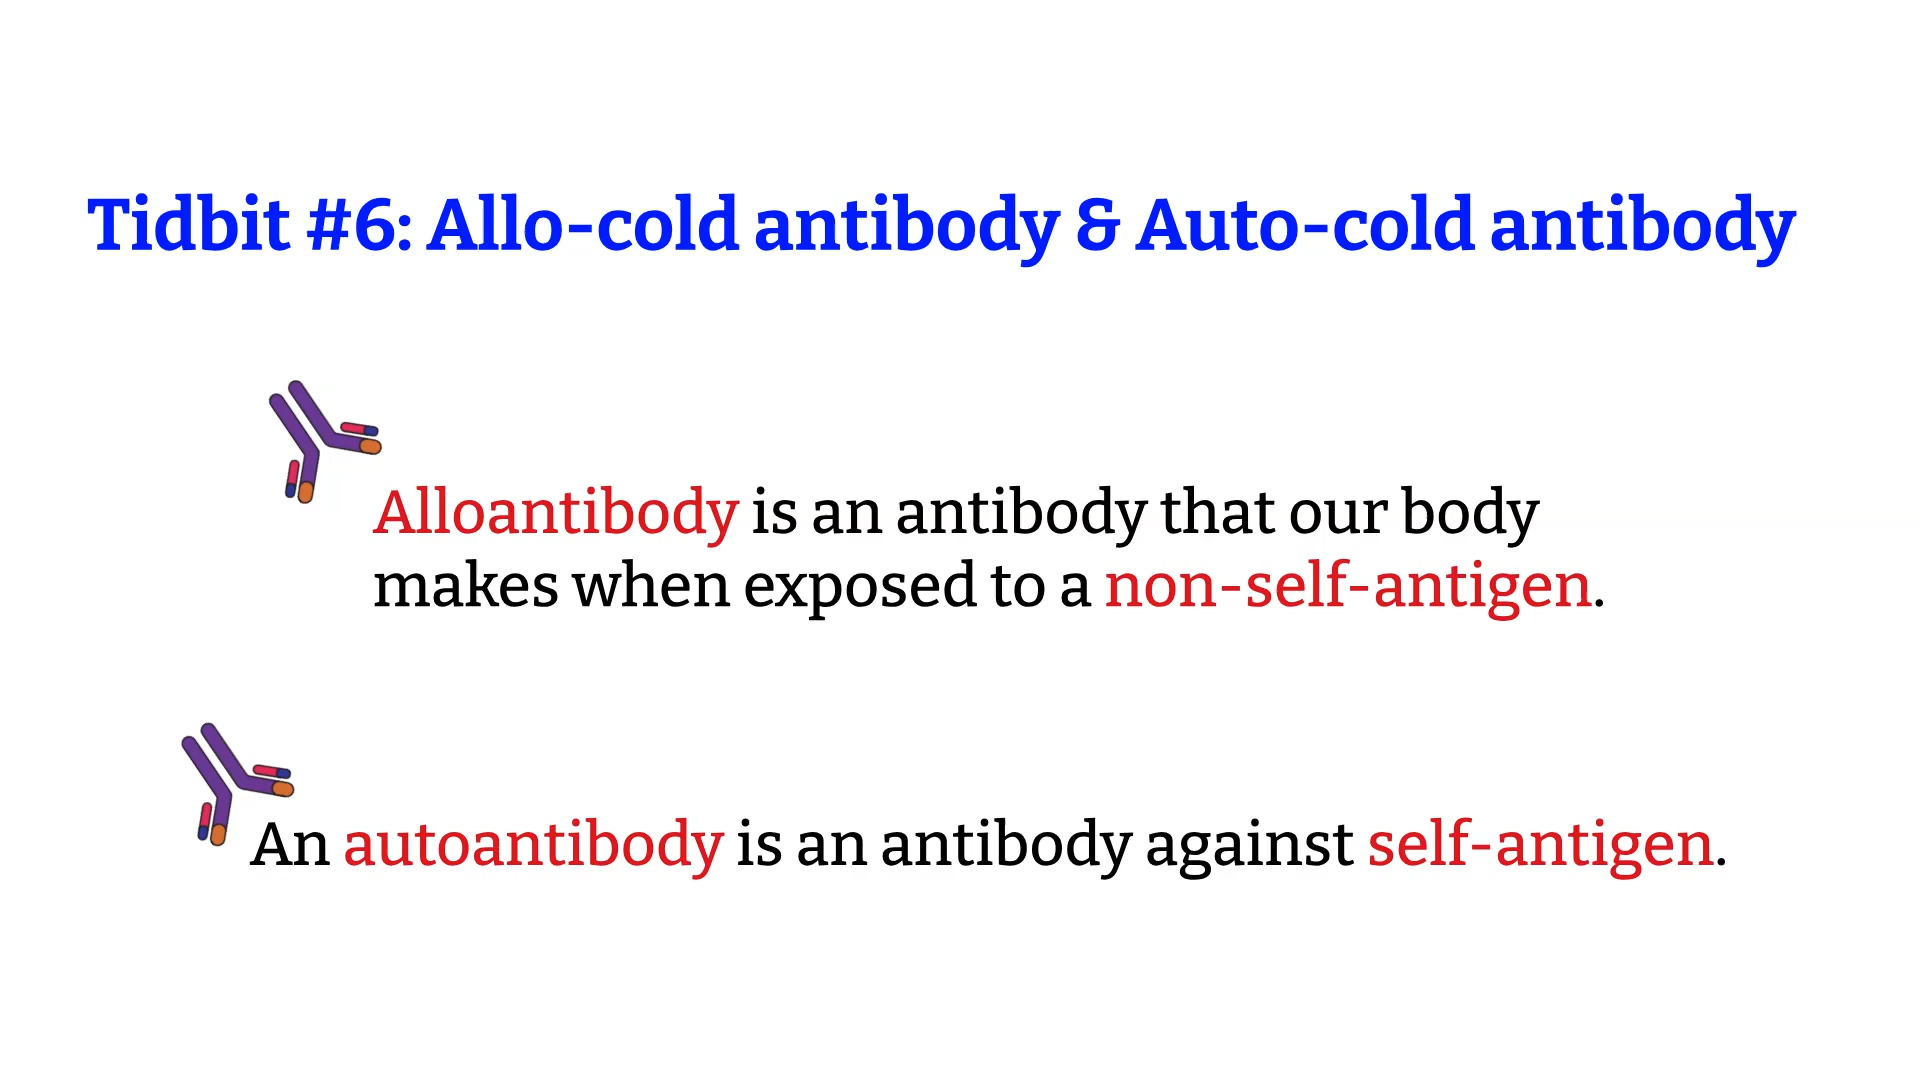 Tidbit #6: Allo-cold antibody & Auto-cold antibody
Alloantibody is an antibody that our body
makes when exposed to a non-self-antigen.
An autoantibody is an antibody against self-antigen.